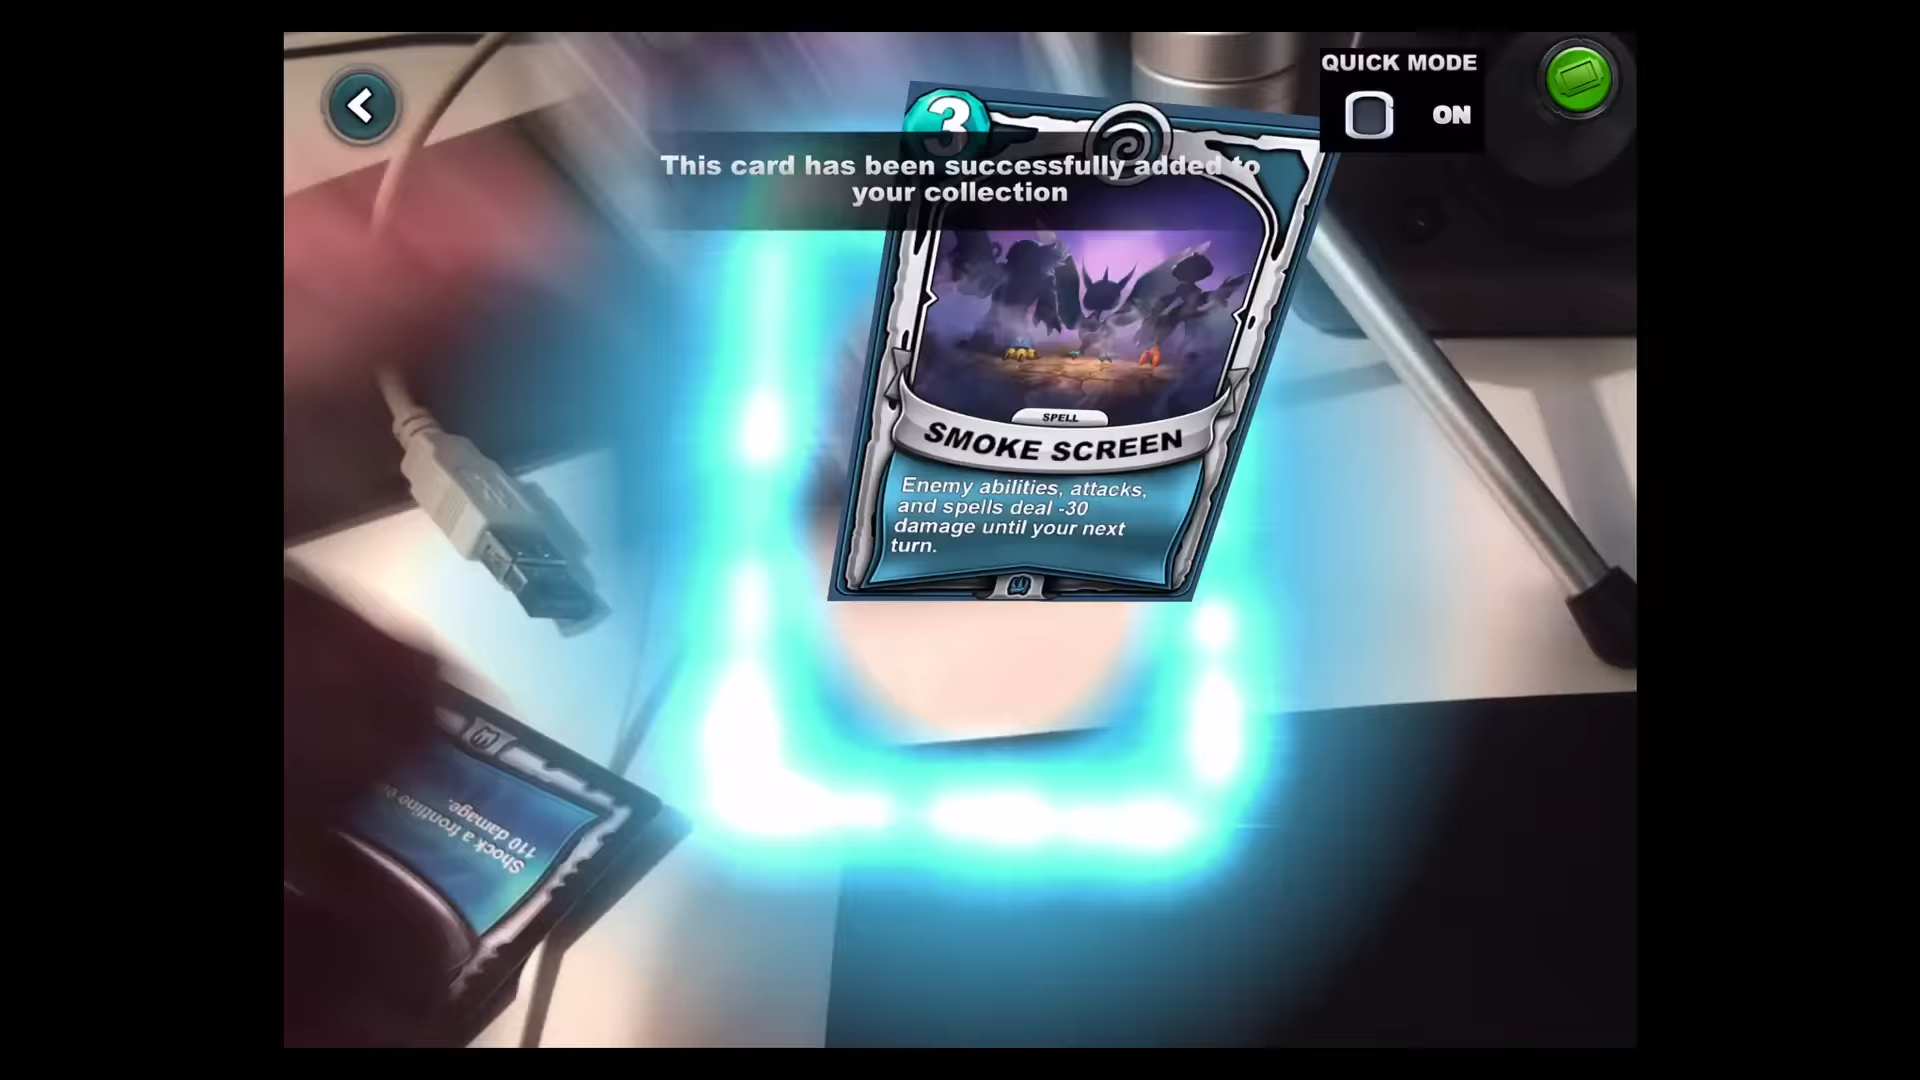 QUICK MODE
ON
3
This card has been successfully added to
your collection
SPELL
SMOKE SCREEN
Enemy abilities, attacks,
and spells deal -30
damage until your next
turn.
Shock a frontline
110 damage.